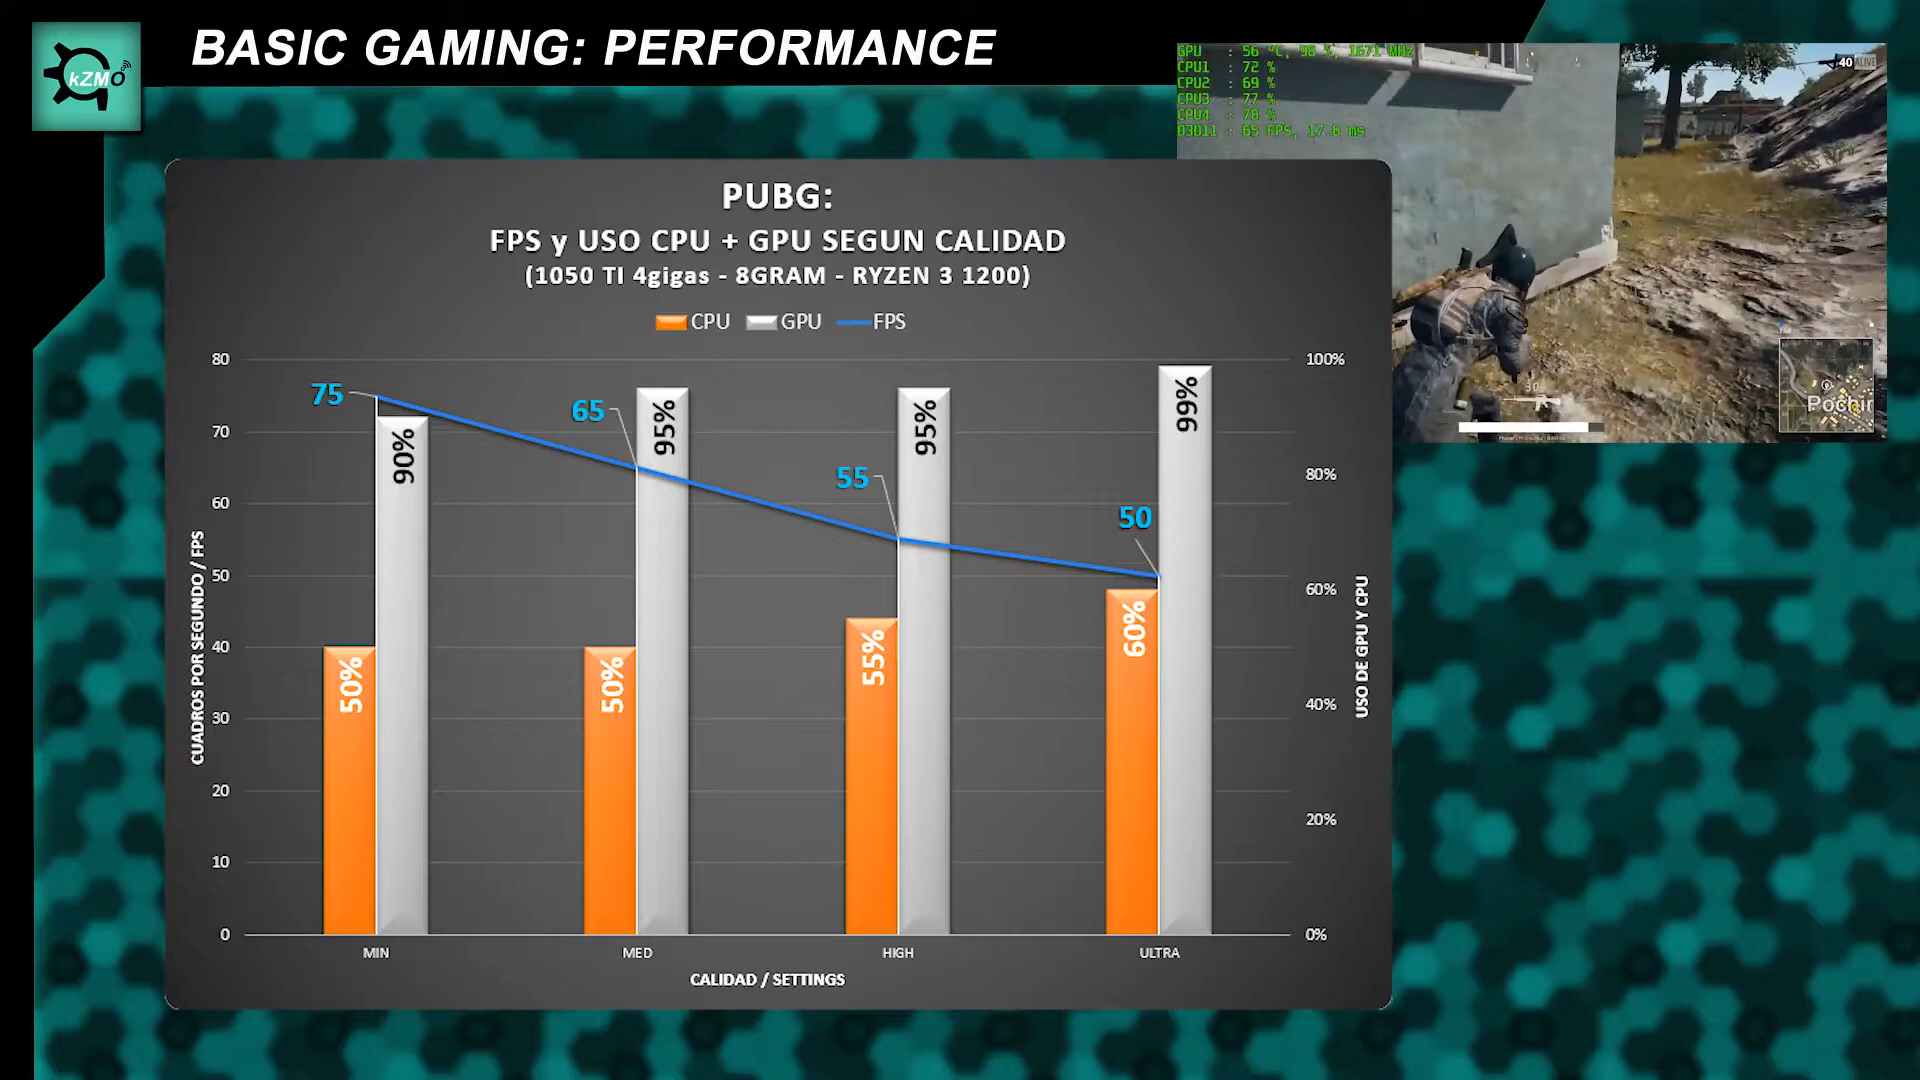 BASIC GAMING: PERFORMANCE
kZMO
GPU : 56 °C, 98 %, 1671 MHz
CPU1 : 72 %
CPU2 : 69 %
CPU3 : 77 %
CPU4 : 78 %
D3D11 : 65 FPS, 17.6 ms
40 ALIVE
30
Pochin
PUBG:
FPS y USO CPU + GPU SEGUN CALIDAD
(1050 TI 4gigas - 8GRAM - RYZEN 3 1200)
CPU GPU FPS
CUADROS POR SEGUNDO / FPS
80
70
60
50
40
30
20
10
0
75
65
55
50
50%
90%
50%
95%
55%
95%
60%
99%
100%
80%
60%
40%
20%
0%
USO DE GPU Y CPU
MIN MED HIGH ULTRA
CALIDAD / SETTINGS